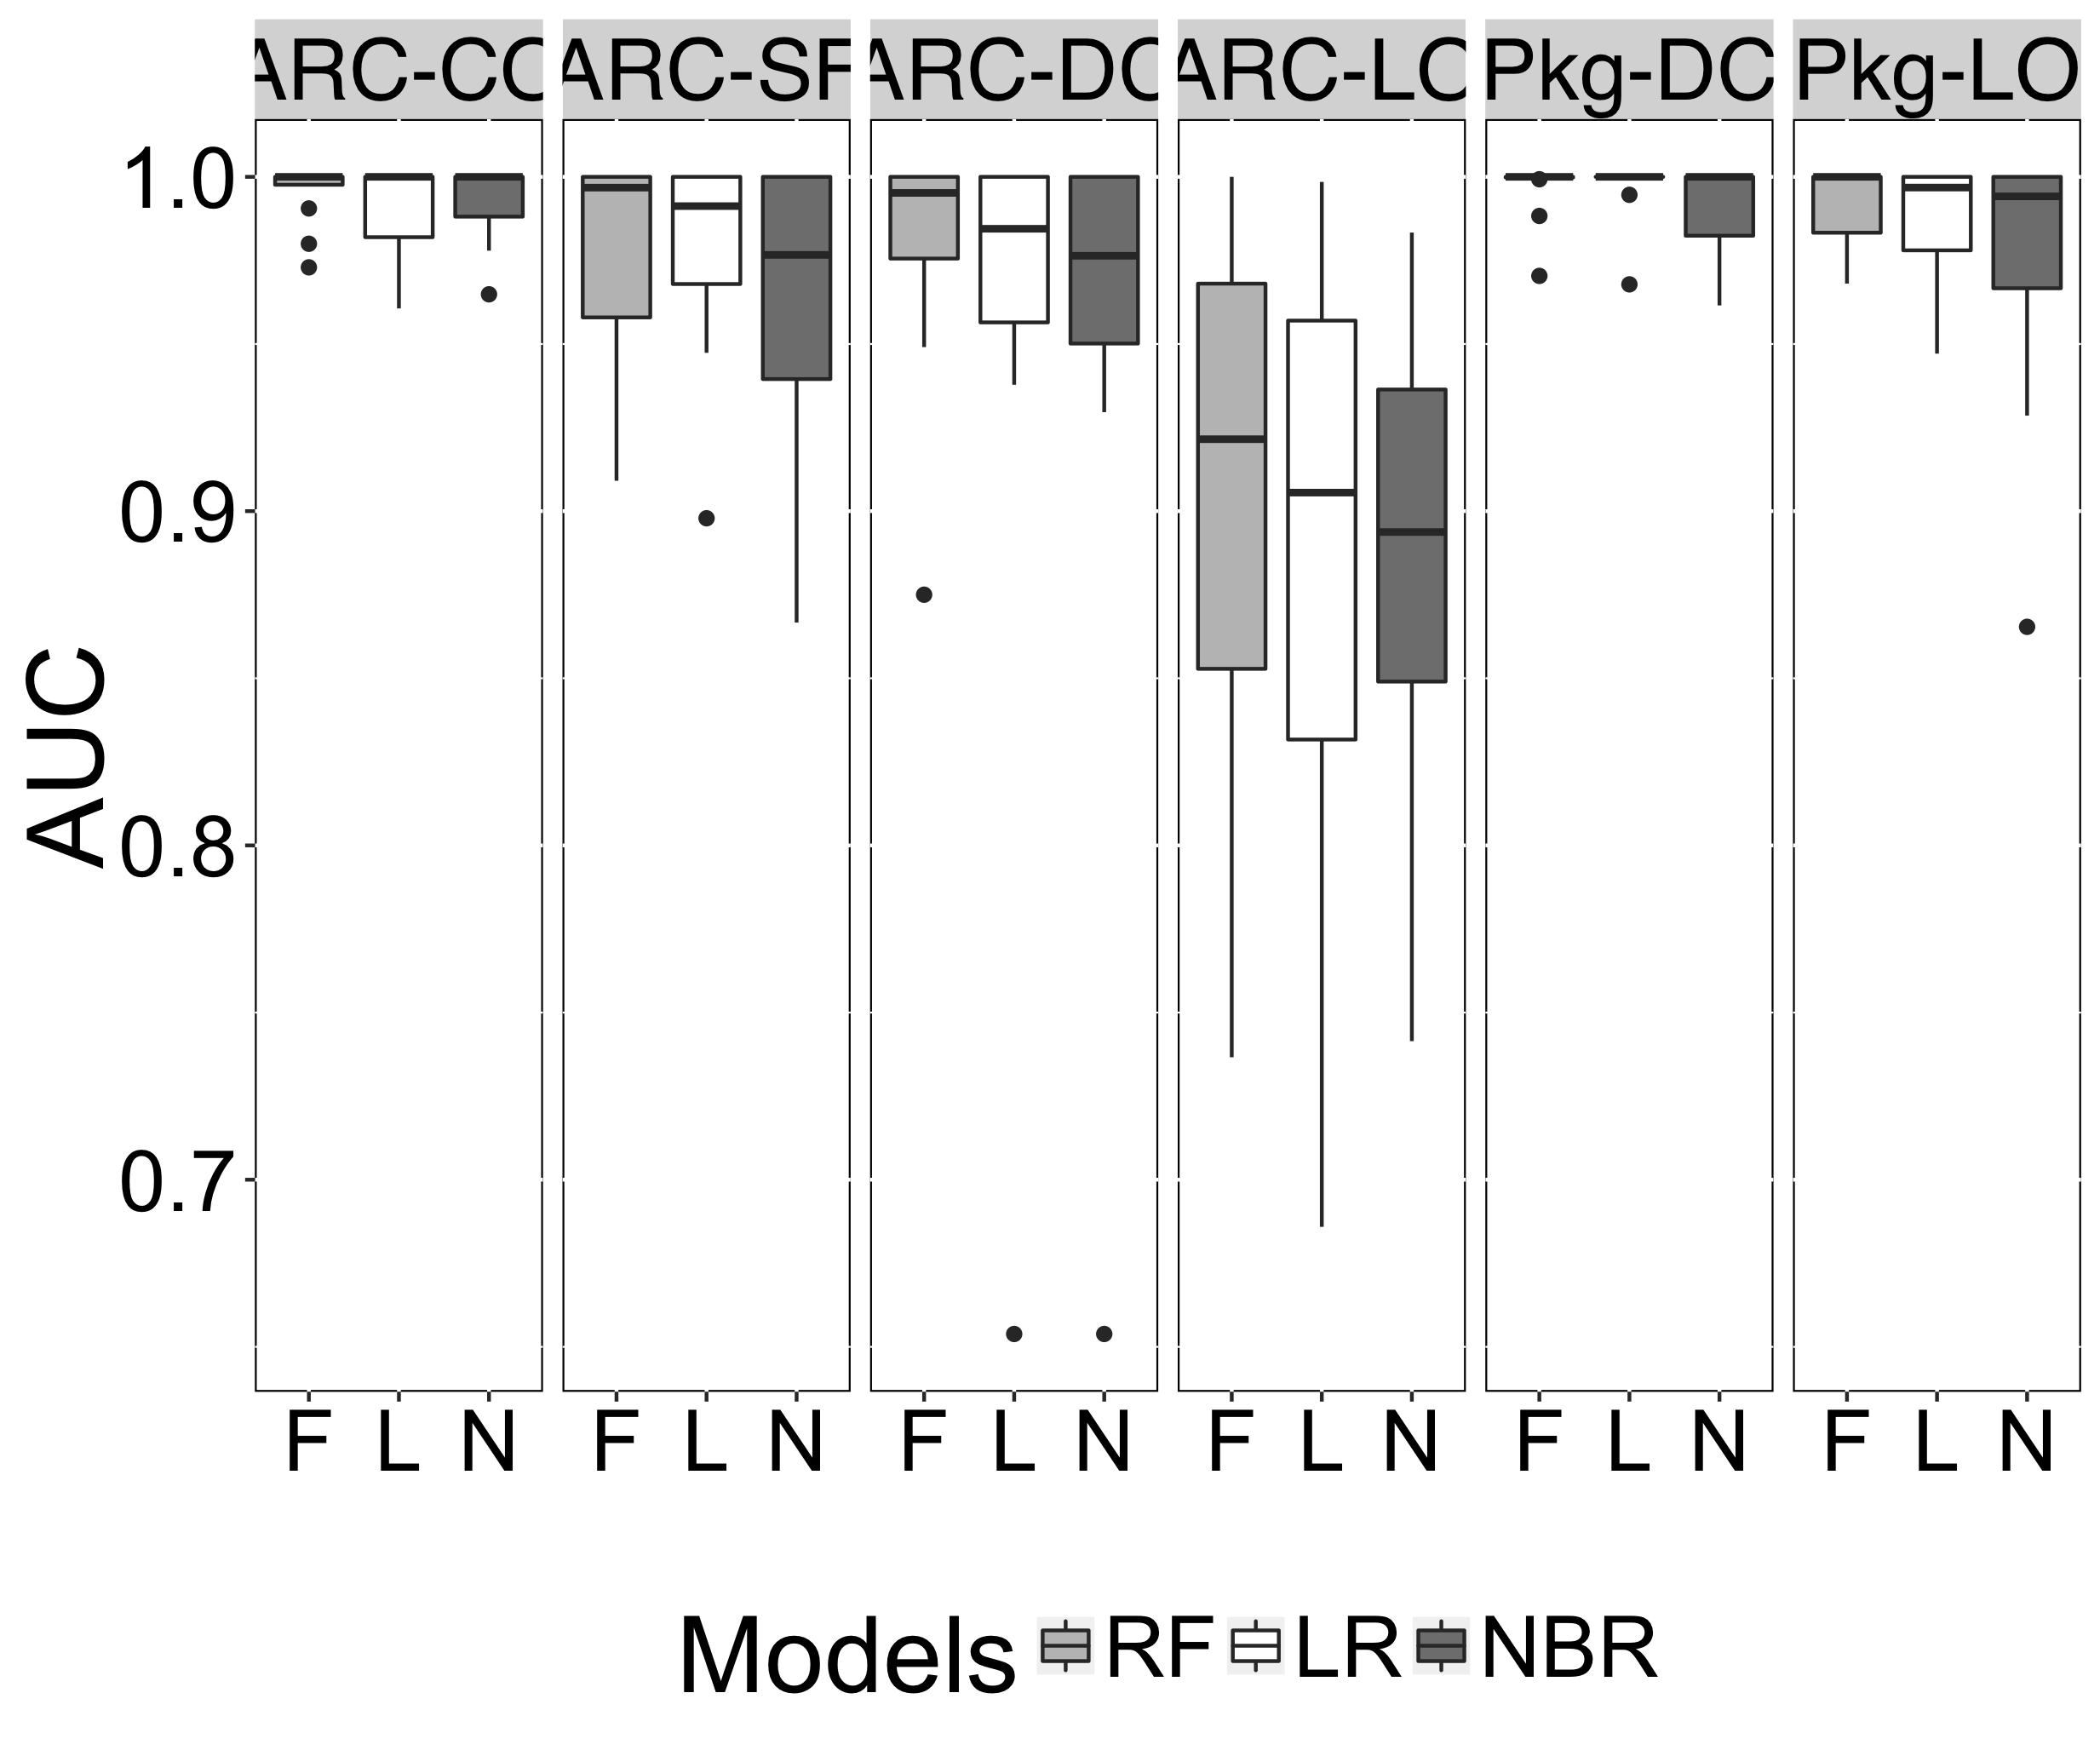 ARC-CC ARC-SF ARC-DC ARC-LC Pkg-DC Pkg-LO
1.0
0.9
0.8
0.7
AUC
F L N F L N F L N F L N F L N F L N
Models RF LR NBR